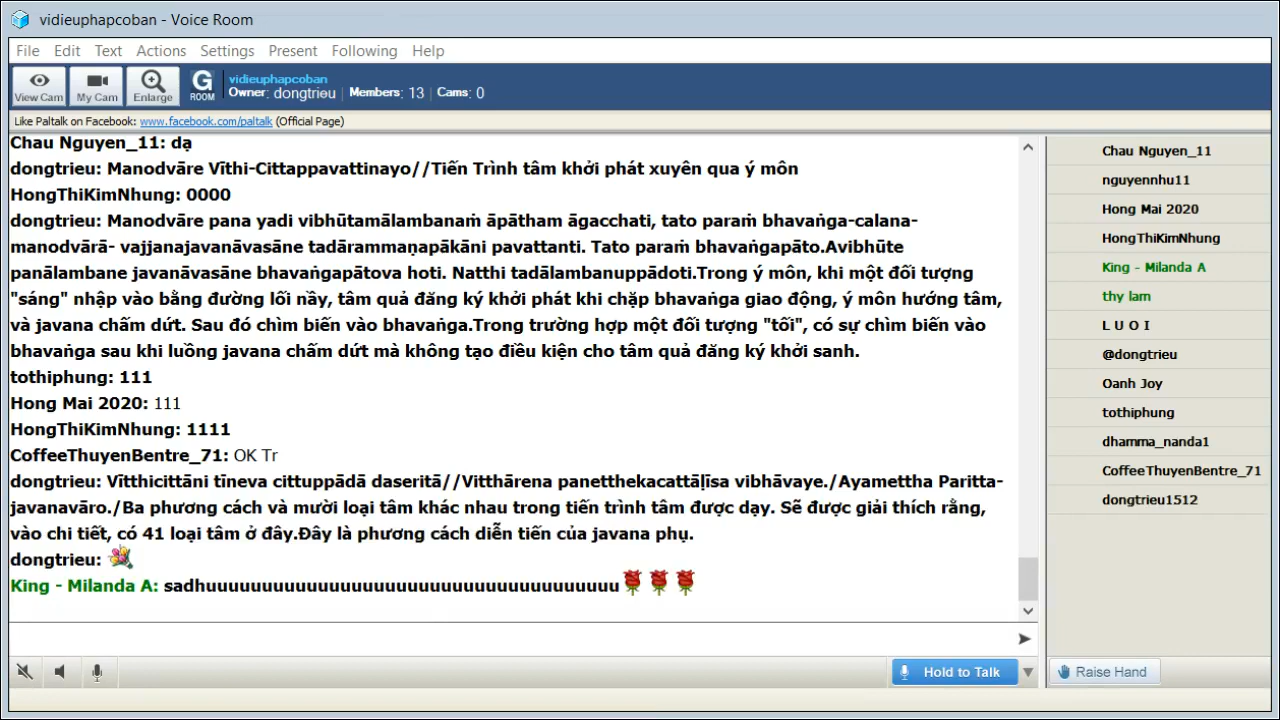 vidieuphapcoban - Voice Room
File Edit Text Actions Settings Present Following Help
View Cam My Cam Enlarge G ROOM
vidieuphapcoban
Owner: dongtrieu | Members: 13 | Cams: 0
Like Paltalk on Facebook: www.facebook.com/paltalk (Official Page)
Chau Nguyen_11: dạ
dongtrieu: Manodvāre Vīthi-Cittappavattinayo//Tiến Trình tâm khởi phát xuyên qua ý môn
HongThiKimNhung: 0000
dongtrieu: Manodvāre pana yadi vibhūtamālambanaṁ āpātham āgacchati, tato paraṁ bhavaṅga-calana-
manodvārā- vajjanajavanāvasāne tadārammaṇapākāni pavattanti. Tato paraṁ bhavaṅgapāto.Avibhūte
panālambane javanāvasāne bhavaṅgapātova hoti. Natthi tadālambanuppādoti.Trong ý môn, khi một đối tượng
"sáng" nhập vào bằng đường lối nầy, tâm quả đăng ký khởi phát khi chặp bhavaṅga giao động, ý môn hướng tâm,
và javana chấm dứt. Sau đó chìm biến vào bhavaṅga.Trong trường hợp một đối tượng "tối", có sự chìm biến vào
bhavaṅga sau khi luồng javana chấm dứt mà không tạo điều kiện cho tâm quả đăng ký khởi sanh.
tothiphung: 111
Hong Mai 2020: 111
HongThiKimNhung: 1111
CoffeeThuyenBentre_71: OK Tr
dongtrieu: Vītthicittāni tīneva cittuppādā daseritā//Vitthārena panetthekacattāḷīsa vibhāvaye./Ayamettha Paritta-
javanavāro./Ba phương cách và mười loại tâm khác nhau trong tiến trình tâm được dạy. Sẽ được giải thích rằng,
vào chi tiết, có 41 loại tâm ở đây.Đây là phương cách diễn tiến của javana phụ.
dongtrieu:
King - Milanda A: sadhuuuuuuuuuuuuuuuuuuuuuuuuuuuuuuuuuuuuu
Hold to Talk
Chau Nguyen_11
nguyennhu11
Hong Mai 2020
HongThiKimNhung
King - Milanda A
thy lam
L U O I
@dongtrieu
Oanh Joy
tothiphung
dhamma_nanda1
CoffeeThuyenBentre_71
dongtrieu1512
Raise Hand